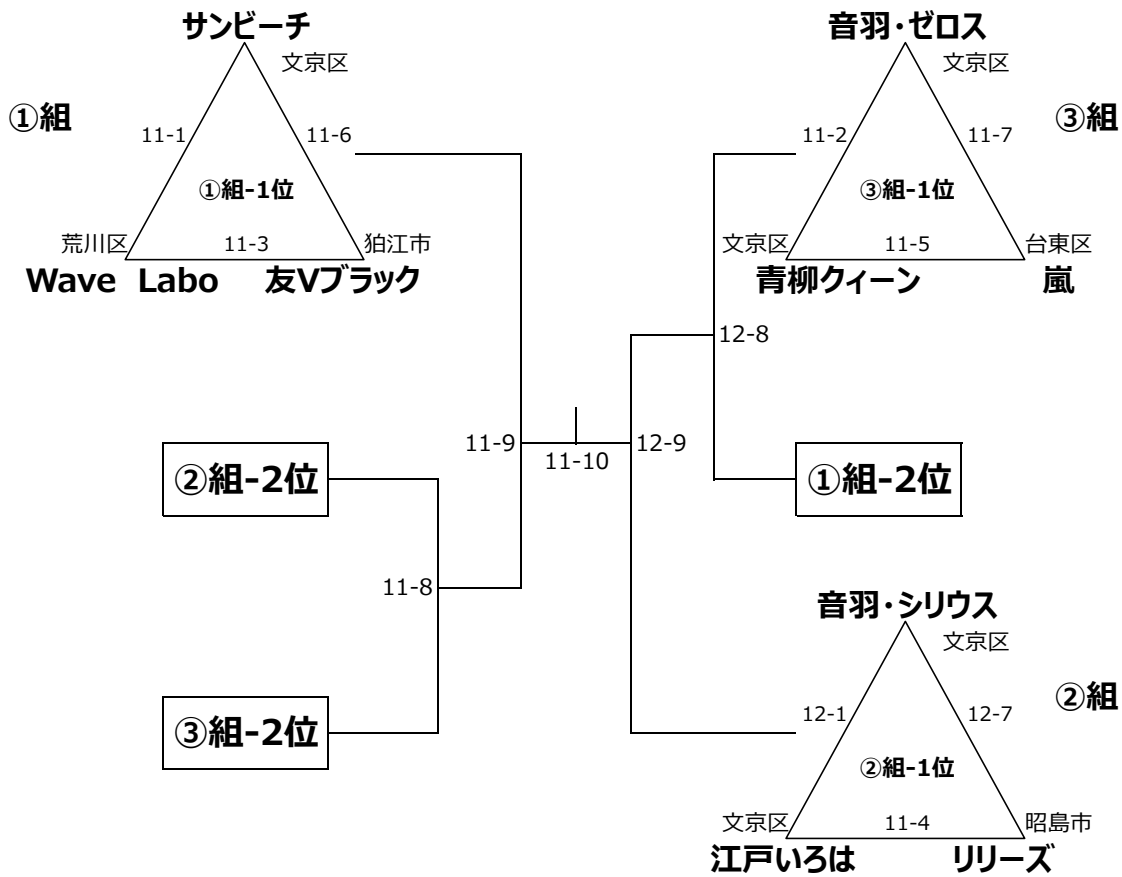 サンビーチ
文京区
①組
11-1
11-6
①組-1位
荒川区
11-3
狛江市
Wave Labo
友Vブラック
音羽・ゼロス
文京区
③組
11-2
11-7
③組-1位
文京区
11-5
台東区
青柳クィーン
嵐
12-8
11-9
11-10
12-9
②組-2位
①組-2位
11-8
③組-2位
音羽・シリウス
文京区
②組
12-1
12-7
②組-1位
文京区
11-4
昭島市
江戸いろは
リリーズ